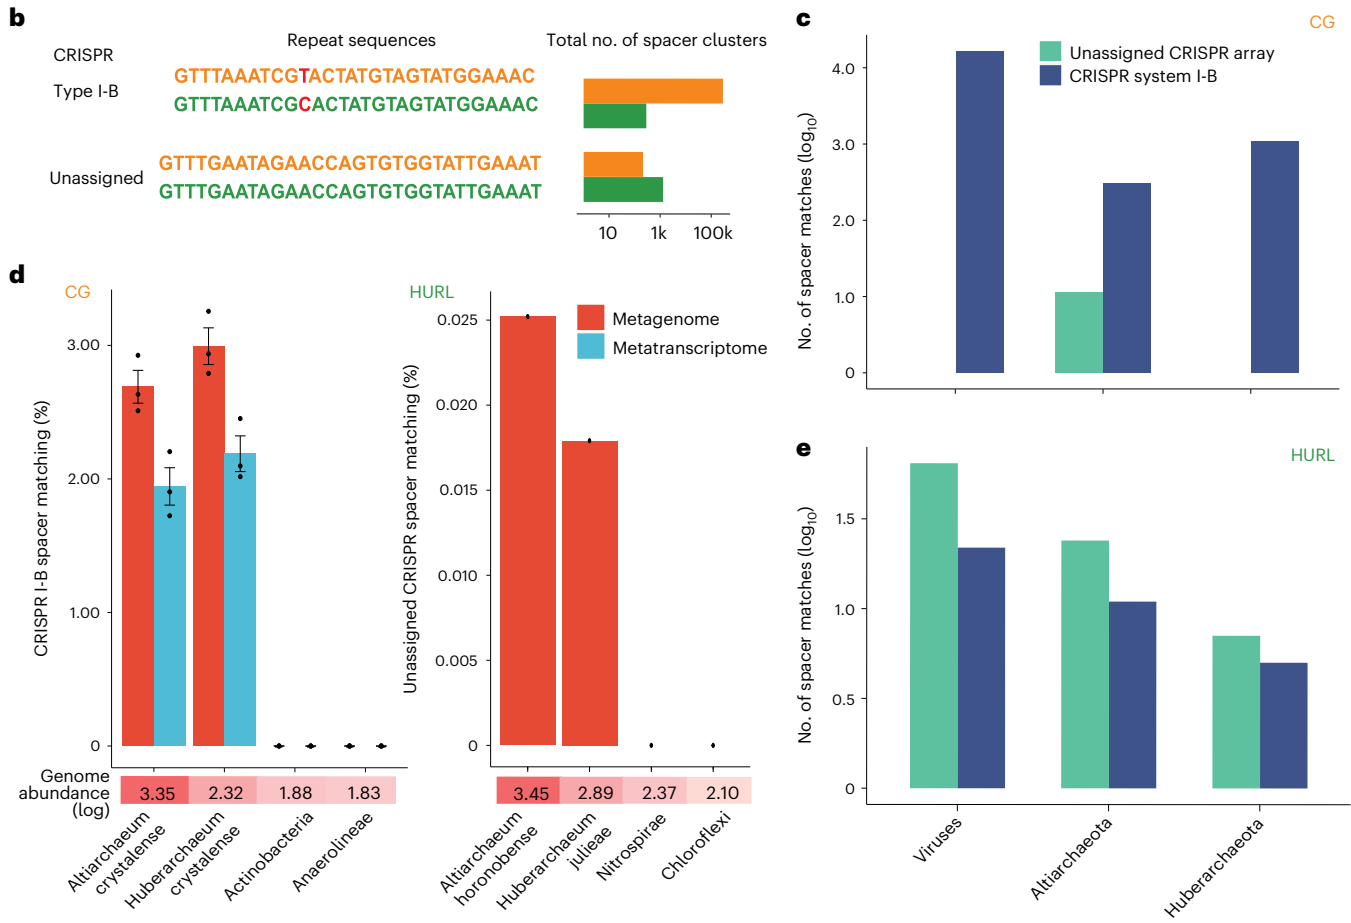 b
CRISPR
Repeat sequences
Total no. of spacer clusters
Type I-B
GTTTAAATCGTACTATGTAGTATGGAAAC
GTTTAAATCGCACTATGTAGTATGGAAAC
Unassigned
GTTTGAATAGAACCAGTGTGGTATTGAAAT
GTTTGAATAGAACCAGTGTGGTATTGAAAT
10 1k 100k
c
CG
Unassigned CRISPR array
CRISPR system I-B
No. of spacer matches (log10)
4.0
3.0
2.0
1.0
0
d
CG
CRISPR I-B spacer matching (%)
3.00
2.00
1.00
0
HURL
Metagenome
Metatranscriptome
Unassigned CRISPR spacer matching (%)
0.025
0.020
0.015
0.010
0.005
0
Genome
abundance
(log)
3.35 2.32 1.88 1.83
3.45 2.89 2.37 2.10
Altiarchaeum
crystalense
Huberarchaeum
crystalense
Actinobacteria
Anaerolineae
Altiarchaeum
horonobense
Huberarchaeum
julieae
Nitrospirae
Chloroflexi
e
HURL
No. of spacer matches (log10)
1.5
1.0
0.5
0
Viruses
Altiarchaeota
Huberarchaeota